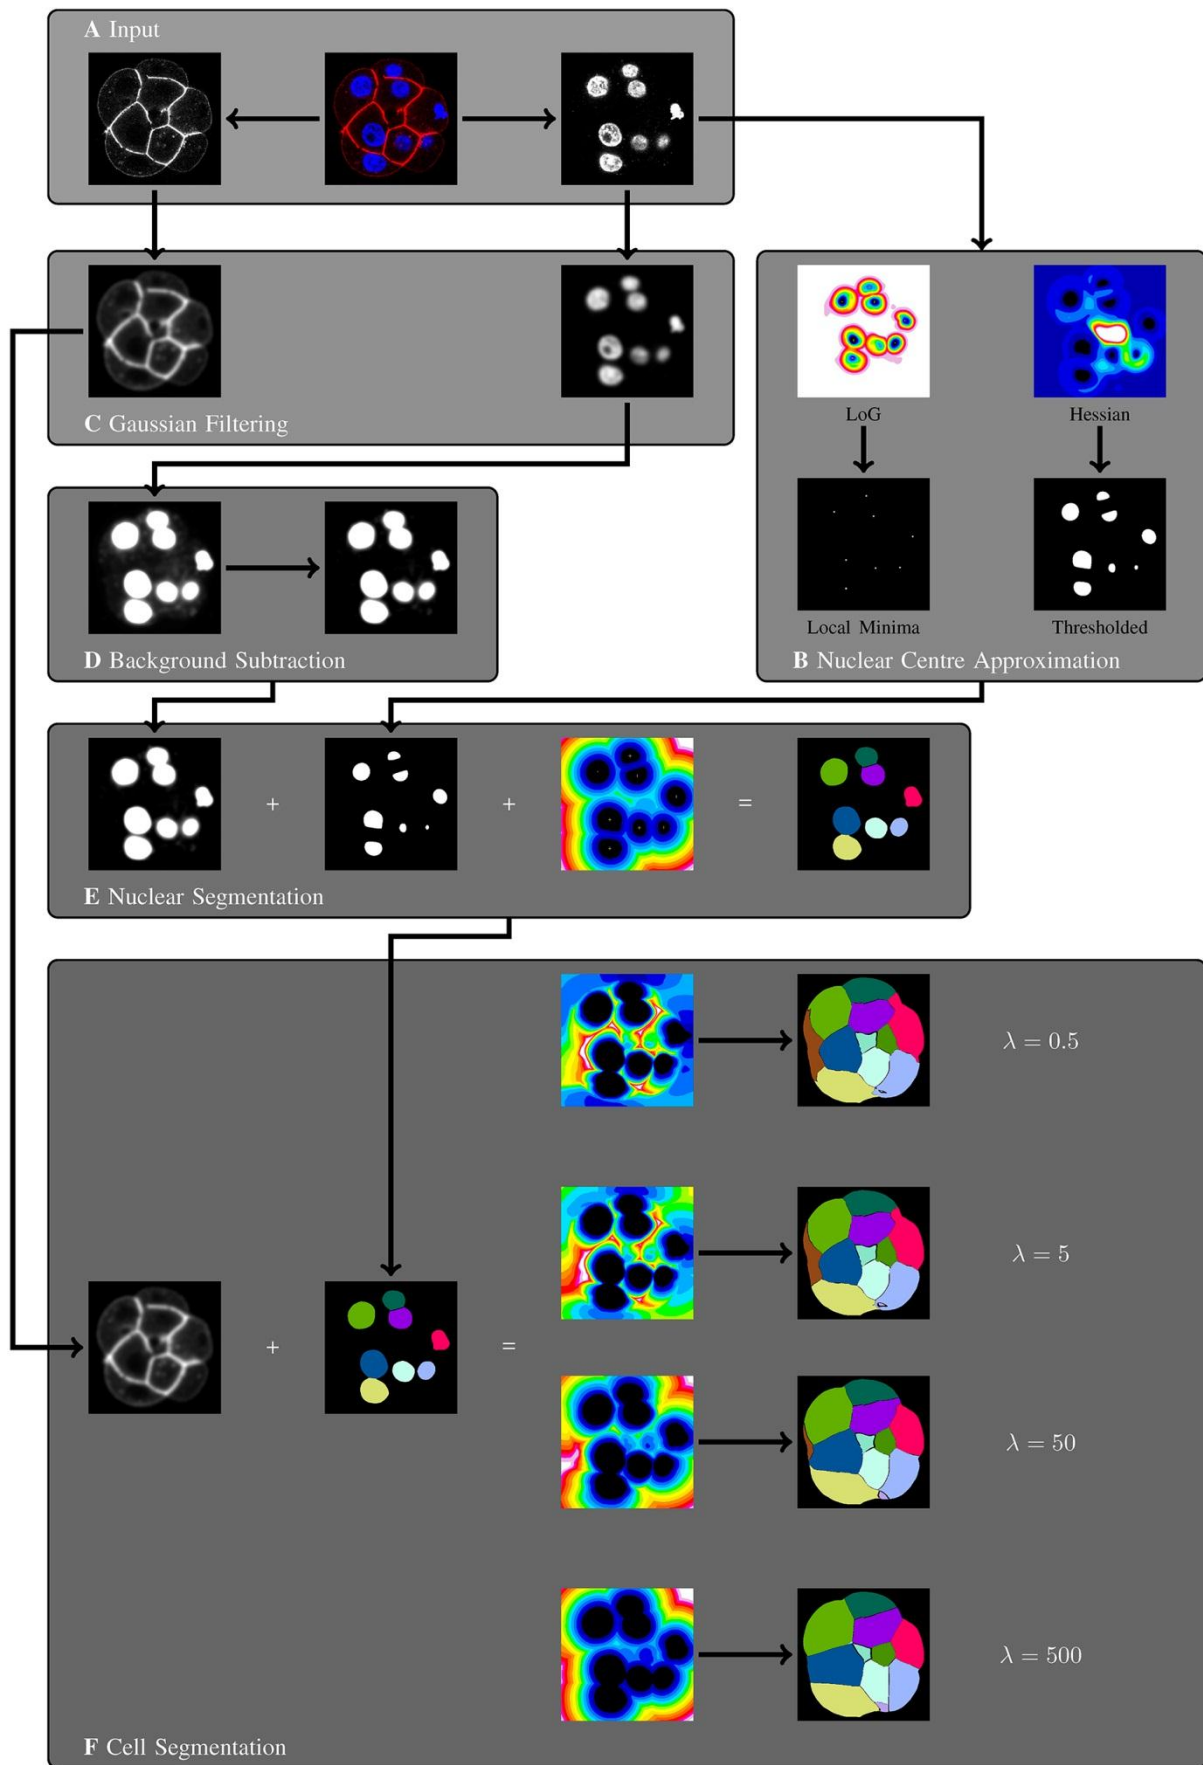 A Input
C Gaussian Filtering
LoG
Hessian
Local Minima
Thresholded
D Background Subtraction
B Nuclear Centre Approximation
+
+
=
E Nuclear Segmentation
λ = 0.5
λ = 5
+
=
λ = 50
λ = 500
F Cell Segmentation